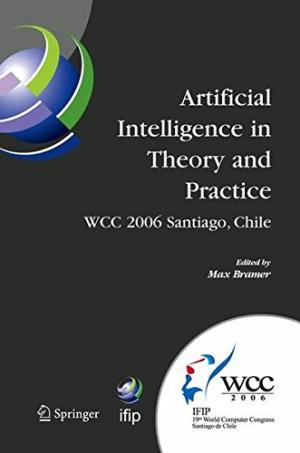 Artificial
Intelligence in
Theory and
Practice
WCC 2006 Santiago, Chile
Edited by
Max Bramer
Springer
ifip
WCC
2006
IFIP
19th World Computer Congress
Santiago de Chile